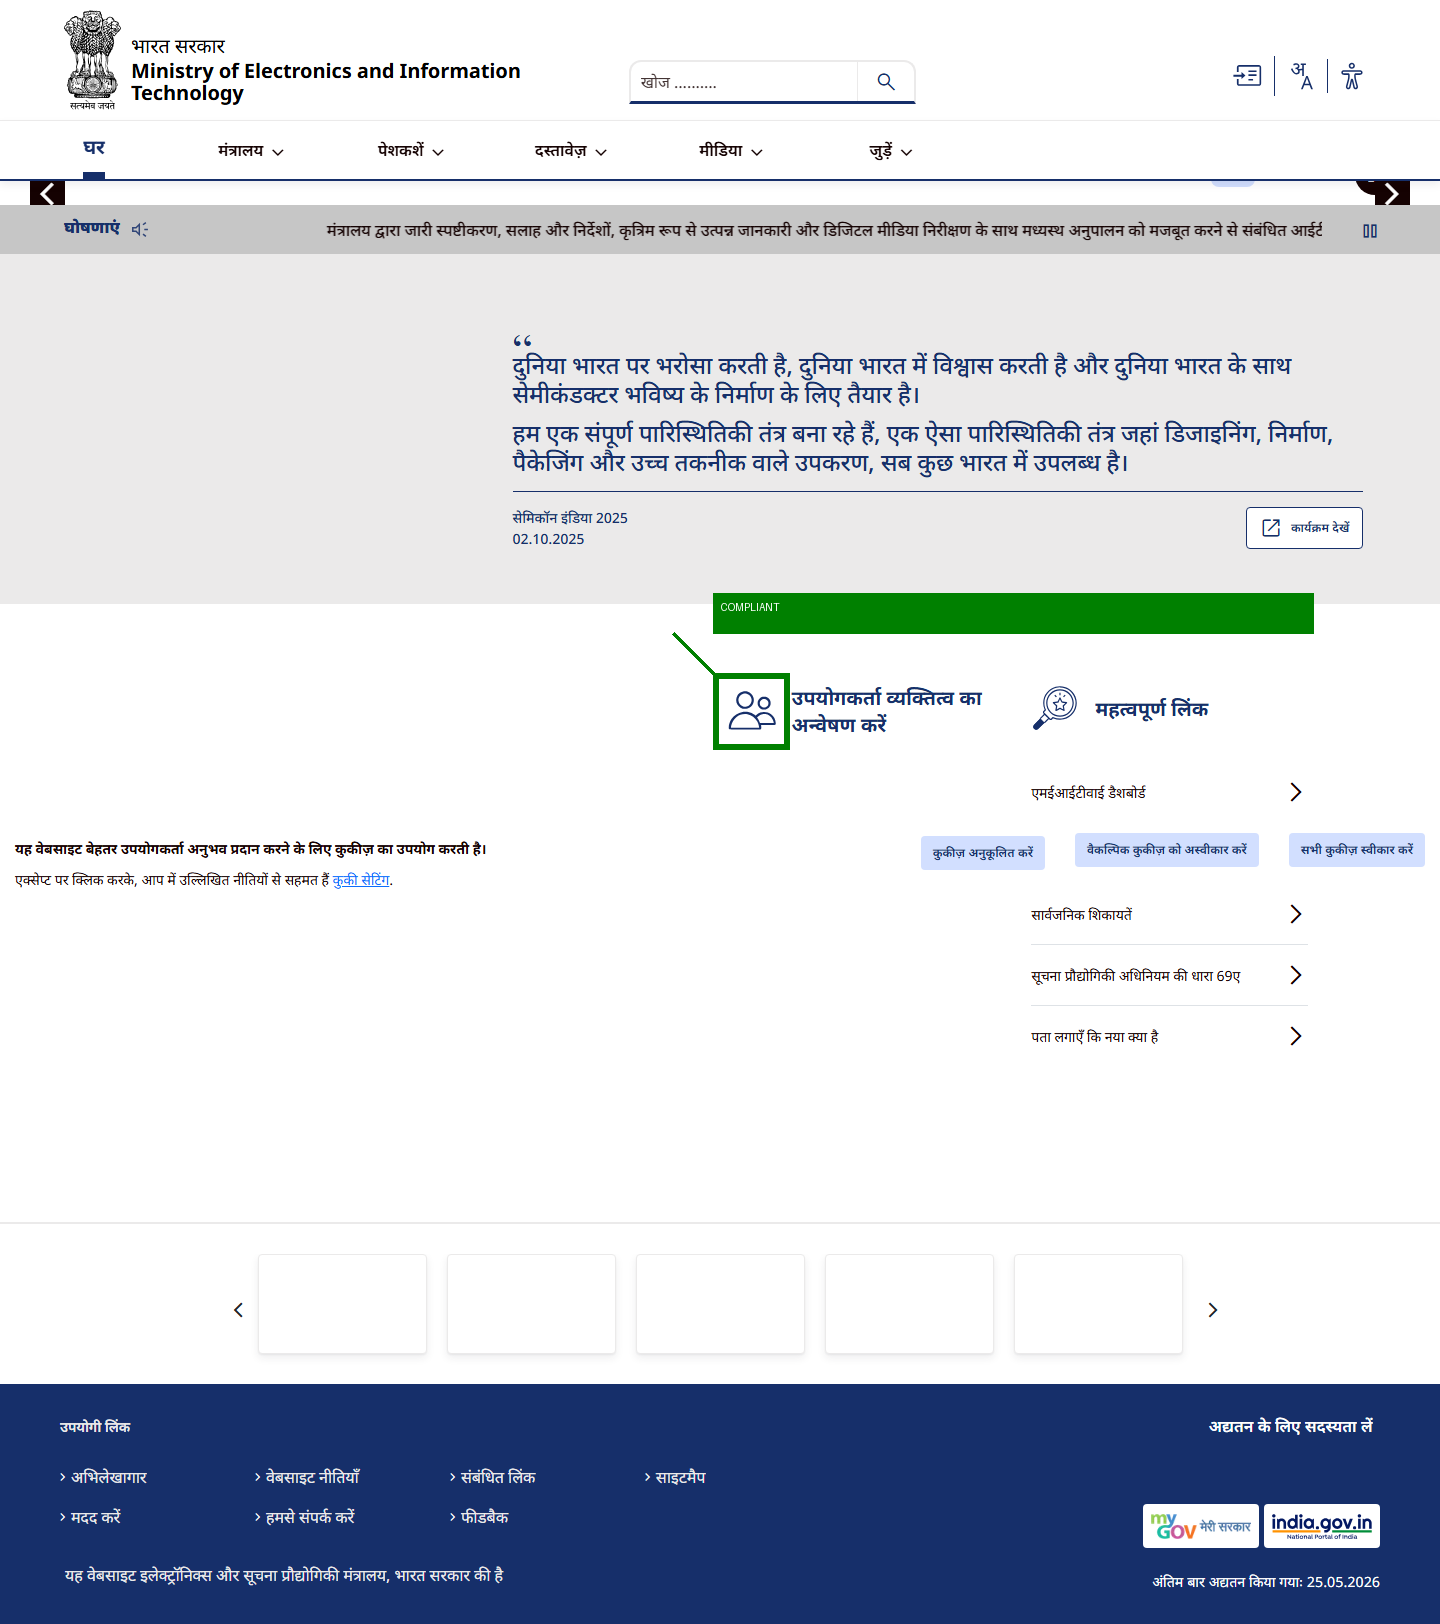 भारत सरकार
Ministry of Electronics and Information
Technology
सत्यमेव जयते
खोज ..........
अ
A
घर
मंत्रालय
पेशकशें
दस्तावेज़
मीडिया
जुड़ें
घोषणाएं
मंत्रालय द्वारा जारी स्पष्टीकरण, सलाह और निर्देशों, कृत्रिम रूप से उत्पन्न जानकारी और डिजिटल मीडिया निरीक्षण के साथ मध्यस्थ अनुपालन को मजबूत करने से संबंधित
“
दुनिया भारत पर भरोसा करती है, दुनिया भारत में विश्वास करती है और दुनिया भारत के साथ
सेमीकंडक्टर भविष्य के निर्माण के लिए तैयार है।
हम एक संपूर्ण पारिस्थितिकी तंत्र बना रहे हैं, एक ऐसा पारिस्थितिकी तंत्र जहां डिजाइनिंग, निर्माण,
पैकेजिंग और उच्च तकनीक वाले उपकरण, सब कुछ भारत में उपलब्ध है।
सेमिकॉन इंडिया 2025
02.10.2025
कार्यक्रम देखें
COMPLIANT
उपयोगकर्ता व्यक्तित्व का
अन्वेषण करें
महत्वपूर्ण लिंक
एमईआईटीवाई डैशबोर्ड
यह वेबसाइट बेहतर उपयोगकर्ता अनुभव प्रदान करने के लिए कुकीज़ का उपयोग करती है।
एक्सेप्ट पर क्लिक करके, आप में उल्लिखित नीतियों से सहमत हैं कुकी सेटिंग.
कुकीज़ अनुकूलित करें
वैकल्पिक कुकीज़ को अस्वीकार करें
सभी कुकीज़ स्वीकार करें
सार्वजनिक शिकायतें
सूचना प्रौद्योगिकी अधिनियम की धारा 69ए
पता लगाएँ कि नया क्या है
उपयोगी लिंक
अद्यतन के लिए सदस्यता लें
अभिलेखागार
वेबसाइट नीतियाँ
संबंधित लिंक
साइटमैप
मदद करें
हमसे संपर्क करें
फीडबैक
my
GOV मेरी सरकार
india.gov.in
National Portal of India
यह वेबसाइट इलेक्ट्रॉनिक्स और सूचना प्रौद्योगिकी मंत्रालय, भारत सरकार की है
अंतिम बार अद्यतन किया गयाः 25.05.2026